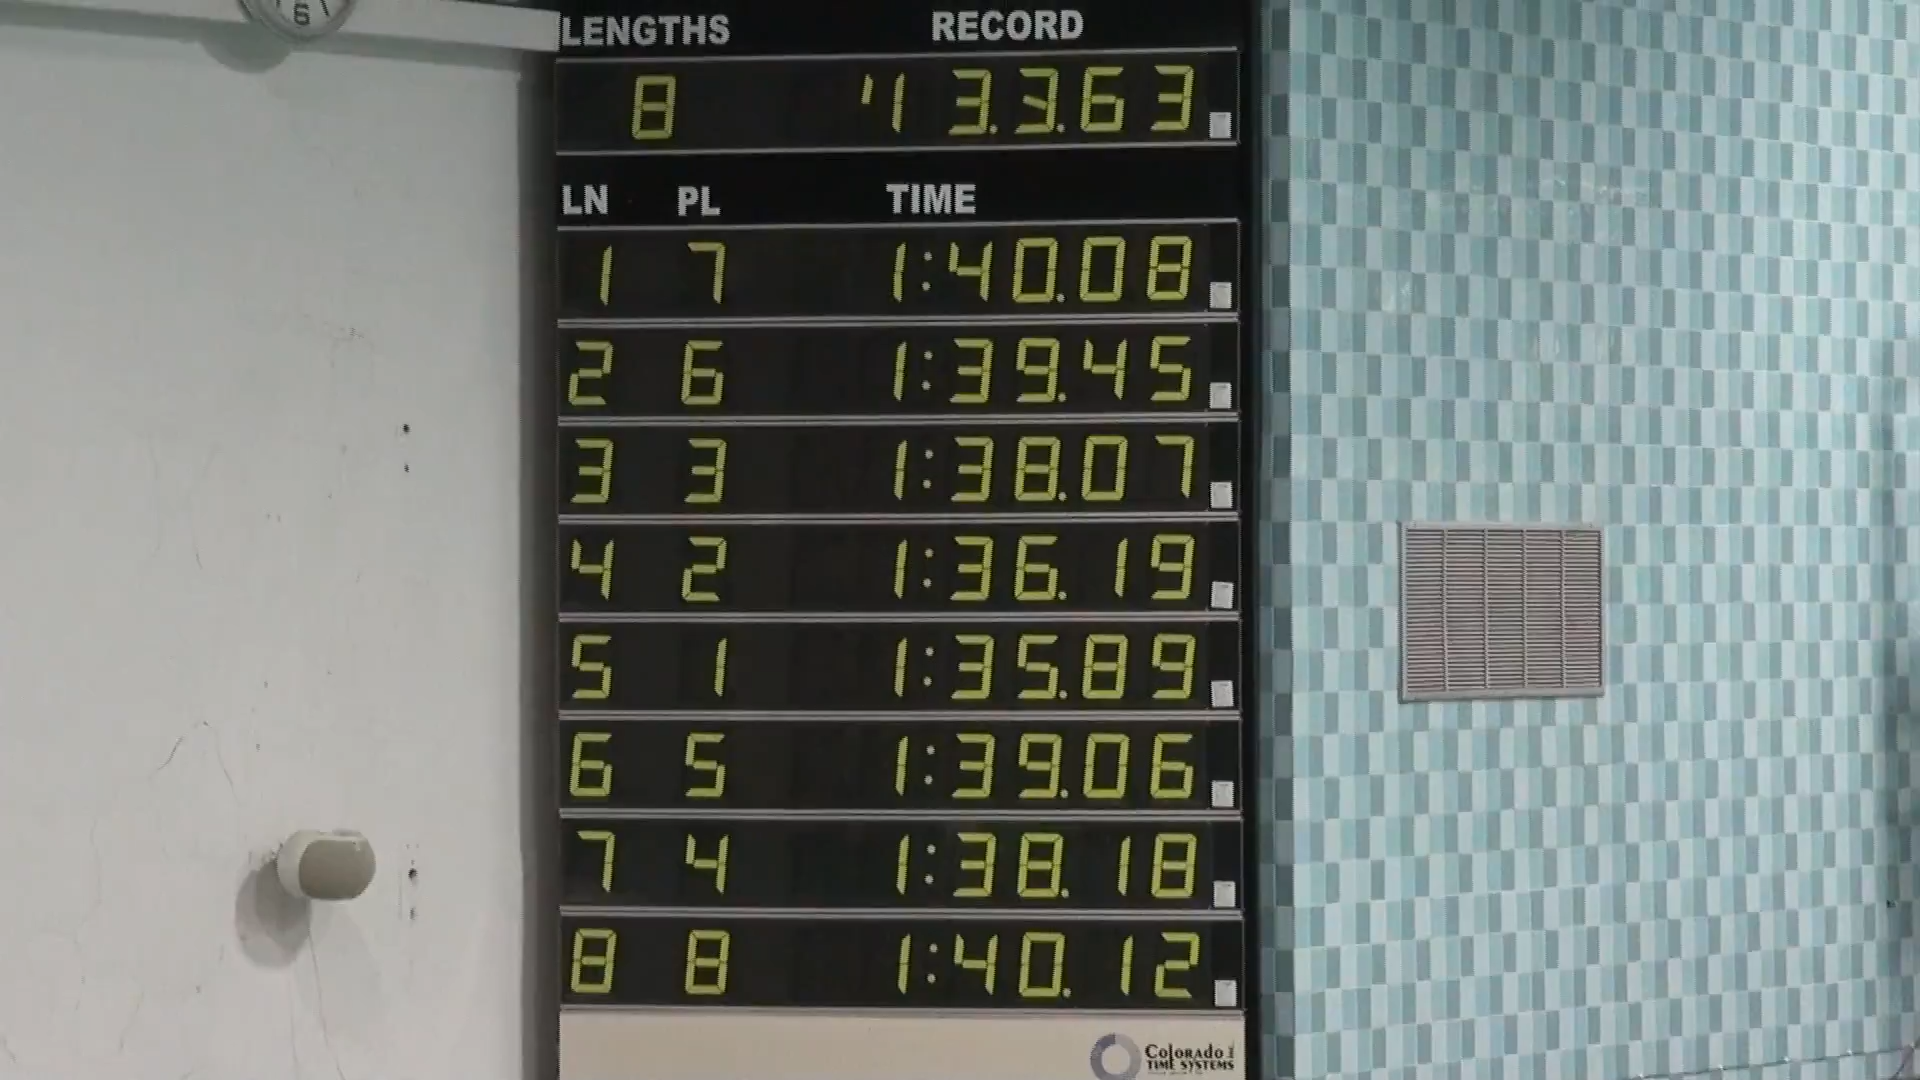 6
LENGTHS RECORD
8 1 33.63
LN PL TIME
1 7 1:40.08
2 6 1:39.45
3 3 1:38.07
4 2 1:36.19
5 1 1:35.89
6 5 1:39.06
7 4 1:38.18
8 8 1:40.12
Colorado
TIME SYSTEMS